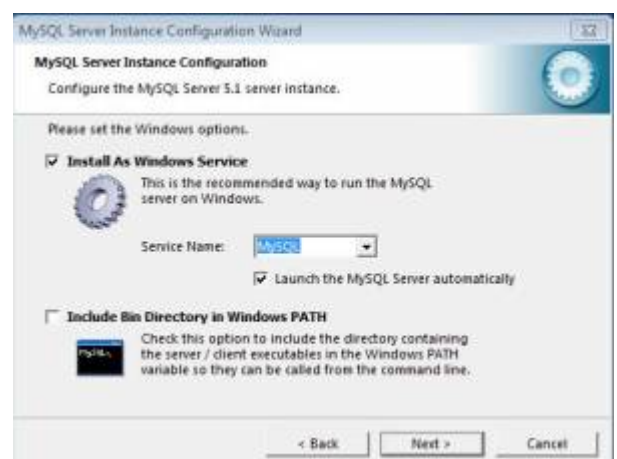 MySQL Server Instance Configuration Wizard
MySQL Server Instance Configuration
Configure the MySQL Server 5.1 server instance.
Please set the Windows options.
Install As Windows Service
This is the recommended way to run the MySQL
server on Windows.
Service Name: MySQL
Launch the MySQL Server automatically
Include Bin Directory in Windows PATH
Check this option to include the directory containing
the server / client executables in the Windows PATH
variable so they can be called from the command line.
< Back Next > Cancel